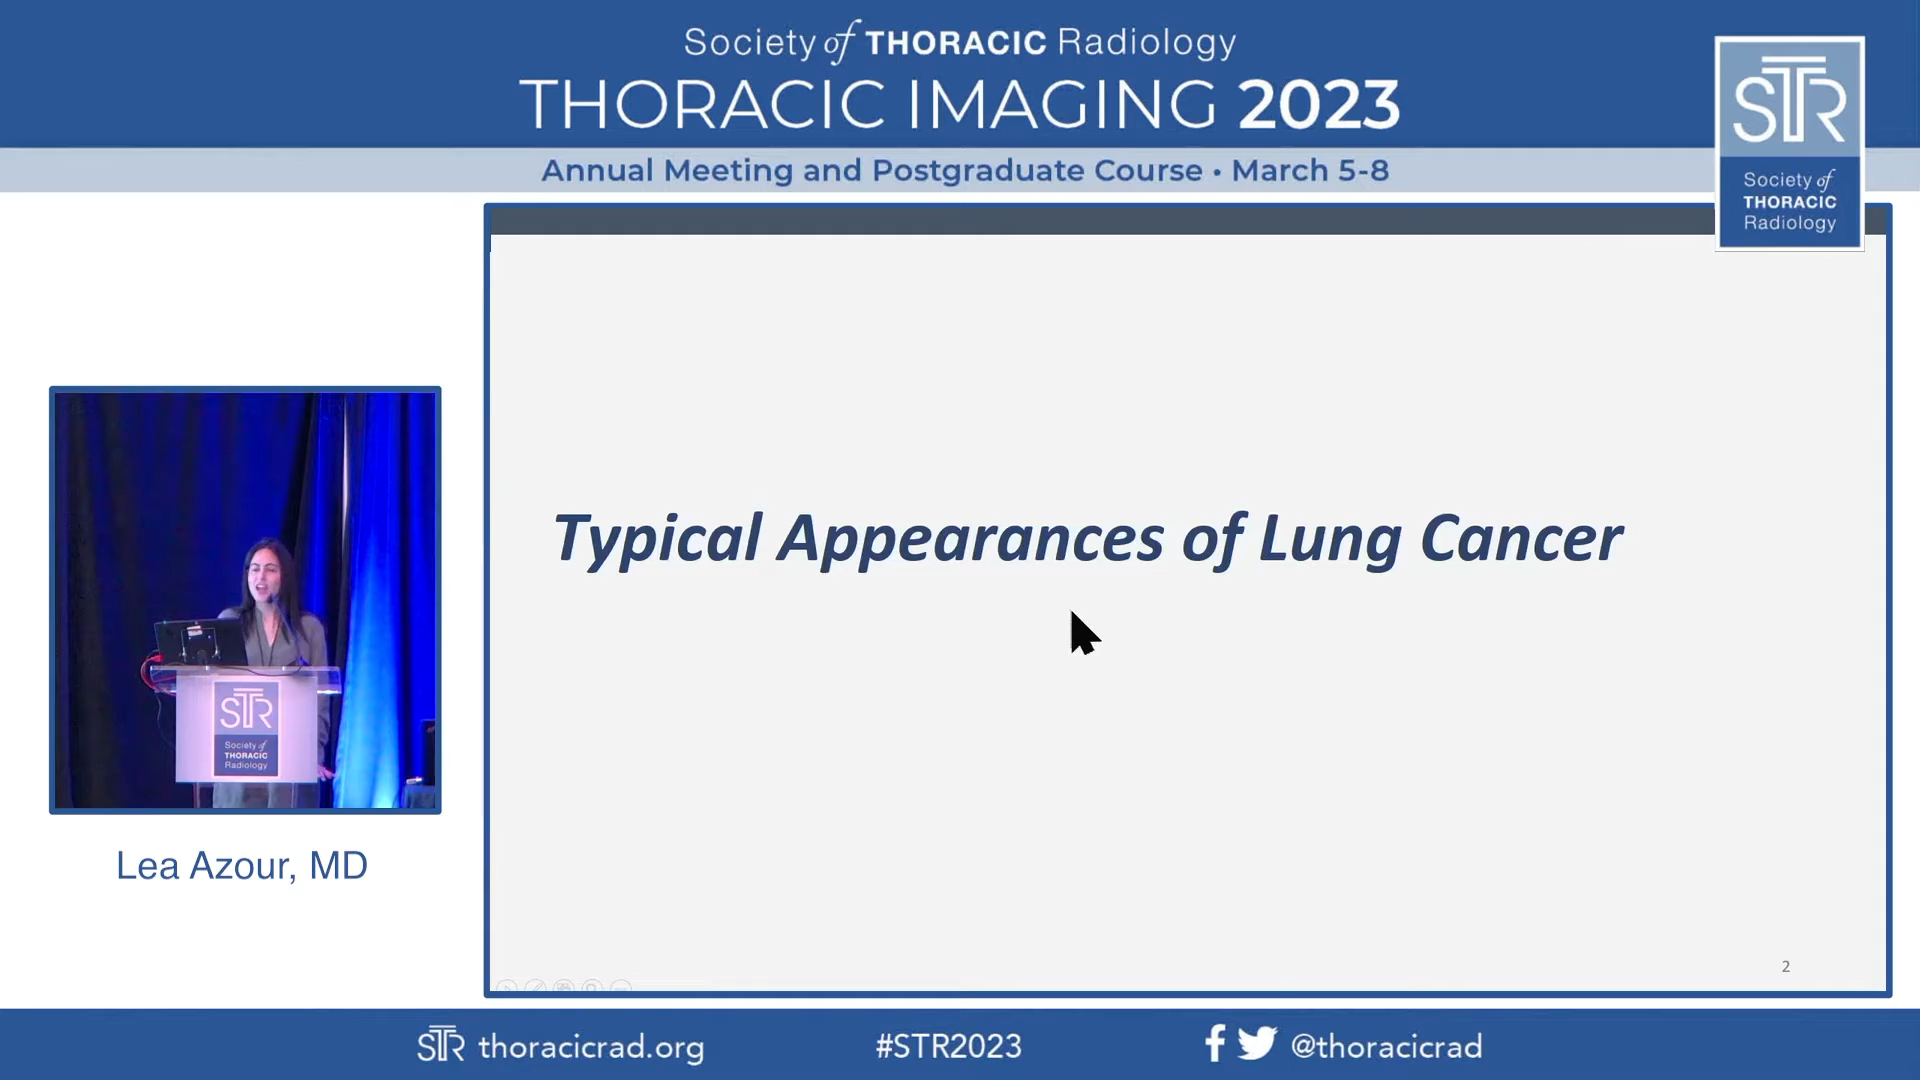 Society of THORACIC Radiology
THORACIC IMAGING 2023
Annual Meeting and Postgraduate Course • March 5-8
STR
Society of
THORACIC
Radiology
Typical Appearances of Lung Cancer
STR
Society of
THORACIC
Radiology
Lea Azour, MD
2
STR thoracicrad.org
#STR2023
@thoracicrad